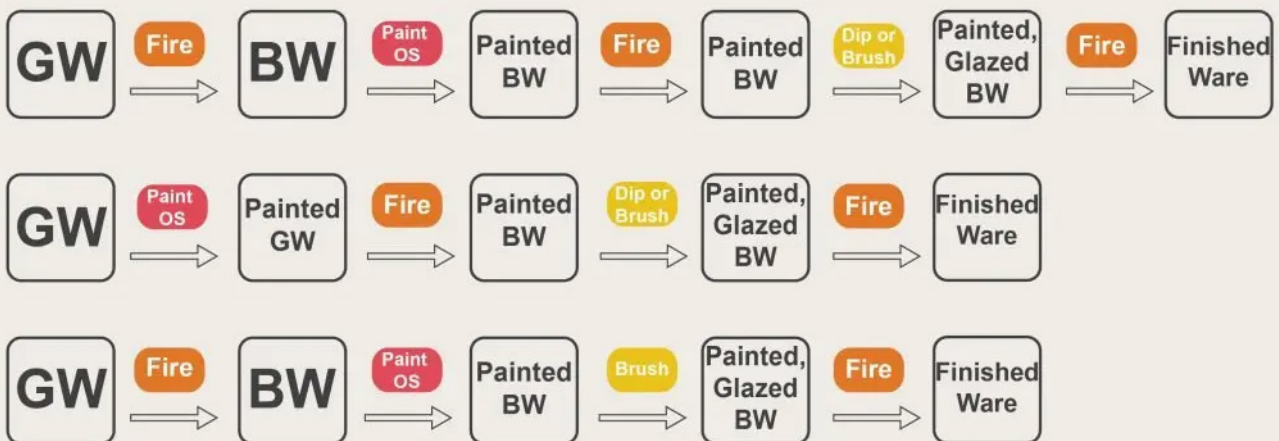 GW
Fire
BW
Paint
OS
Painted
BW
Fire
Painted
BW
Dip or
Brush
Painted,
Glazed
BW
Fire
Finished
Ware
GW
Paint
OS
Painted
GW
Fire
Painted
BW
Dip or
Brush
Painted,
Glazed
BW
Fire
Finished
Ware
GW
Fire
BW
Paint
OS
Painted
BW
Brush
Painted,
Glazed
BW
Fire
Finished
Ware